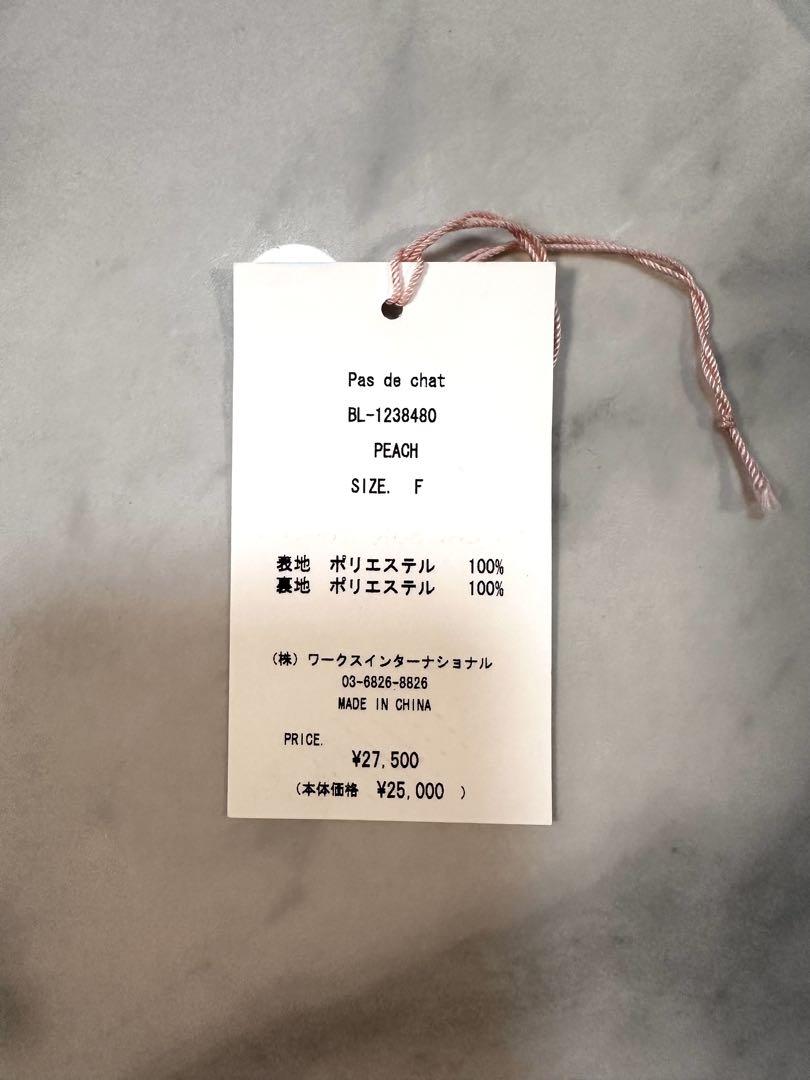 Pas de chat
BL-1238480
PEACH
SIZE. F
表地 ポリエステル 100%
裏地 ポリエステル 100%
(株) ワークスインターナショナル
03-6826-8826
MADE IN CHINA
PRICE.
¥27,500
(本体価格 ¥25,000 )